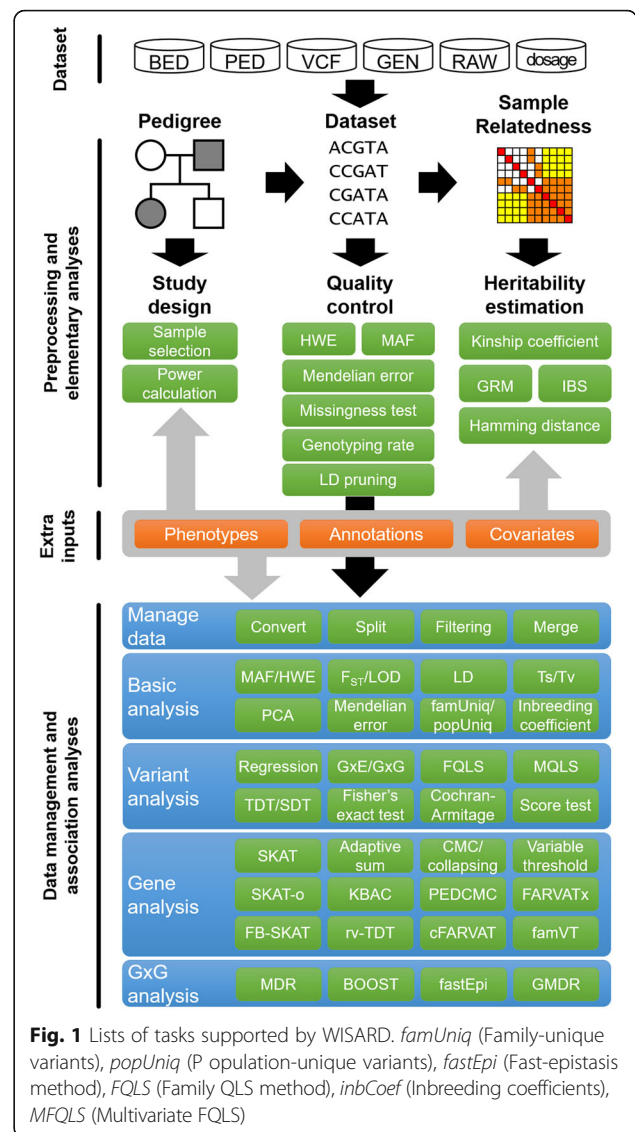 Dataset
BED PED VCF GEN RAW dosage
Preprocessing and
elementary analyses
Pedigree
Dataset
ACGTA
CCGAT
CGATA
CCATA
Sample
Relatedness
Study
design
Sample
selection
Power
calculation
Quality
control
HWE MAF
Mendelian error
Missingness test
Genotyping rate
LD pruning
Heritability
estimation
Kinship coefficient
GRM IBS
Hamming distance
Extra
inputs
Phenotypes Annotations Covariates
Data management and
association analyses
Manage
data
Convert Split Filtering Merge
Basic
analysis
MAF/HWE FST/LOD LD Ts/Tv
PCA
Mendelian
error
famUniq/
popUniq
Inbreeding
coefficient
Variant
analysis
Regression GxE/GxG FQLS MQLS
TDT/SDT
Fisher's
exact test
Cochran-
Armitage
Score test
Gene
analysis
SKAT
Adaptive
sum
CMC/
collapsing
Variable
threshold
SKAT-o KBAC PEDCMC FARVATx
FB-SKAT rv-TDT cFARVAT famVT
GxG
analysis
MDR BOOST fastEpi GMDR
Fig. 1 Lists of tasks supported by WISARD. famUniq (Family-unique
variants), popUniq (P opulation-unique variants), fastEpi (Fast-epistasis
method), FQLS (Family QLS method), inbCoef (Inbreeding coefficients),
MFQLS (Multivariate FQLS)